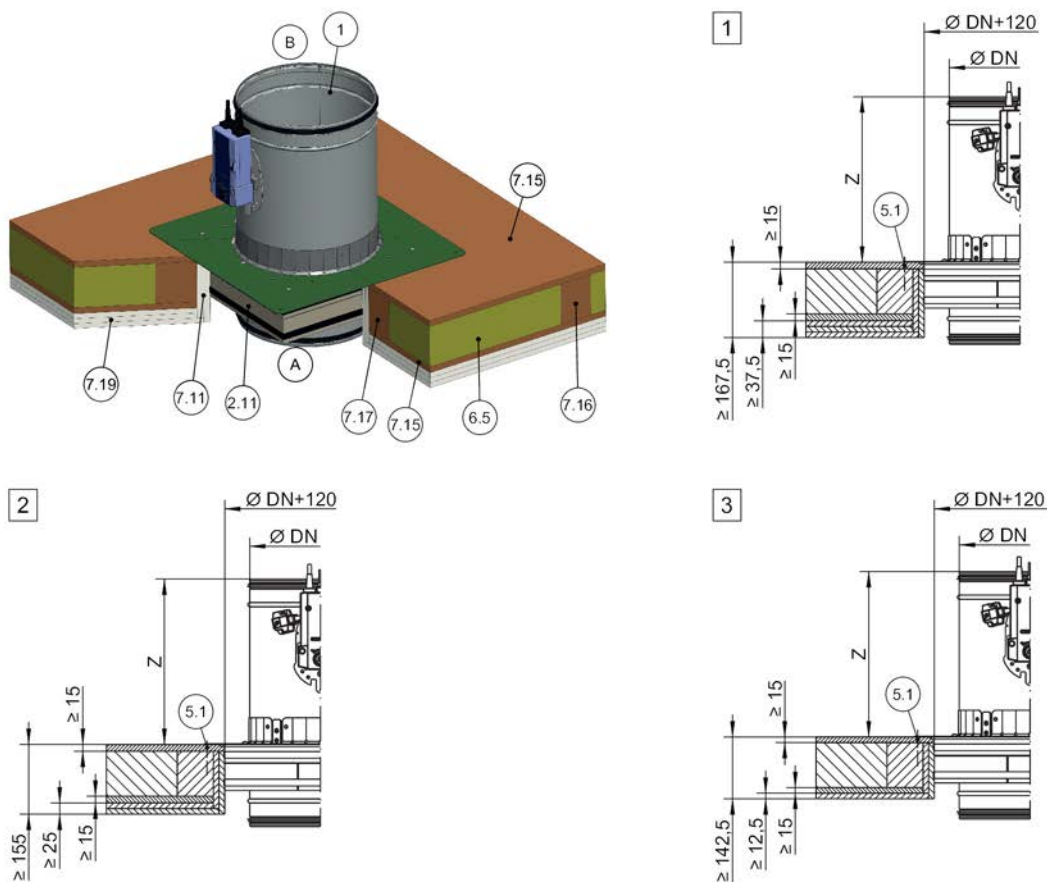 B
1
7.15
7.19
7.11
2.11
A
7.17
7.15
6.5
7.16
1
Ø DN+120
Ø DN
Z
≥ 15
5.1
≥ 167,5
≥ 37,5
≥ 15
2
Ø DN+120
Ø DN
Z
≥ 15
5.1
≥ 155
≥ 25
≥ 15
3
Ø DN+120
Ø DN
Z
≥ 15
5.1
≥ 142,5
≥ 12,5
≥ 15